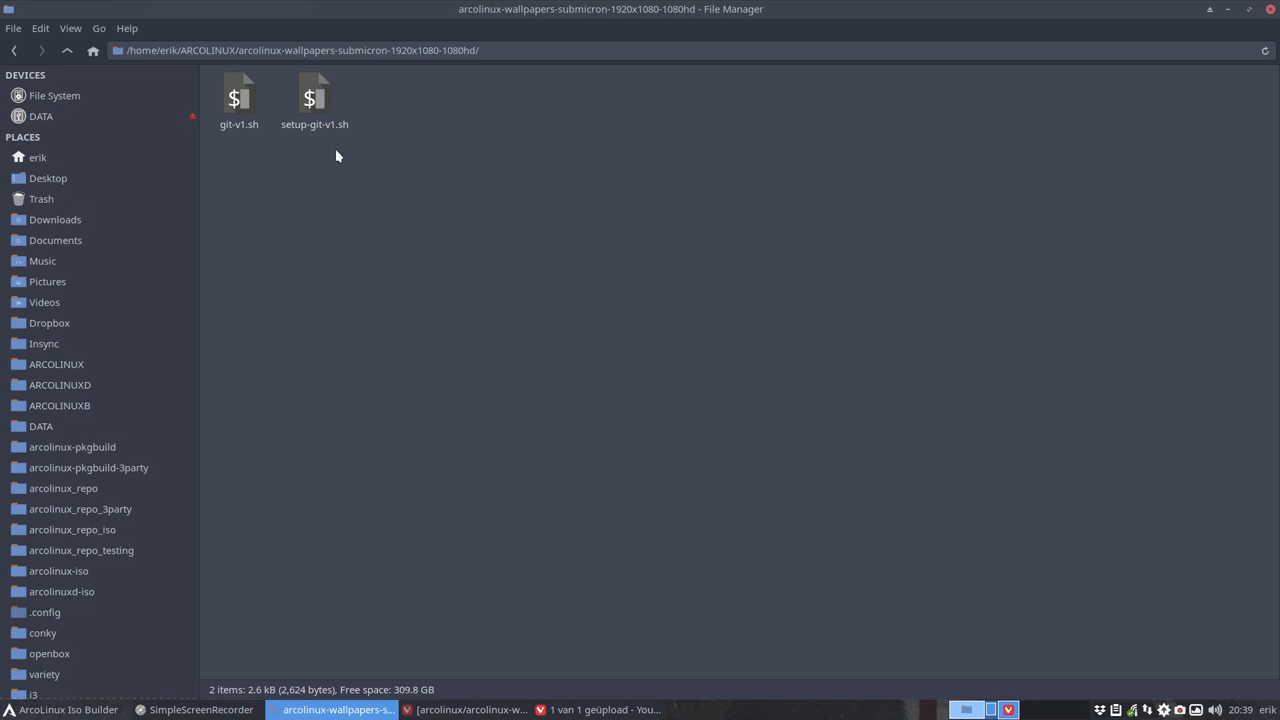 arcolinux-wallpapers-submicron-1920x1080-1080hd - File Manager
File Edit View Go Help
/home/erik/ARCOLINUX/arcolinux-wallpapers-submicron-1920x1080-1080hd/
DEVICES
File System
DATA
PLACES
erik
Desktop
Trash
Downloads
Documents
Music
Pictures
Videos
Dropbox
Insync
ARCOLINUX
ARCOLINUXD
ARCOLINUXB
DATA
arcolinux-pkgbuild
arcolinux-pkgbuild-3party
arcolinux_repo
arcolinux_repo_3party
arcolinux_repo_iso
arcolinux_repo_testing
arcolinux-iso
arcolinuxd-iso
.config
conky
openbox
variety
i3
$ $
git-v1.sh setup-git-v1.sh
2 items: 2.6 kB (2,624 bytes), Free space: 309.8 GB
ArcoLinux Iso Builder SimpleScreenRecorder arcolinux-wallpapers-s... [arcolinux/arcolinux-w... 1 van 1 geüpload - You... 20:39 erik